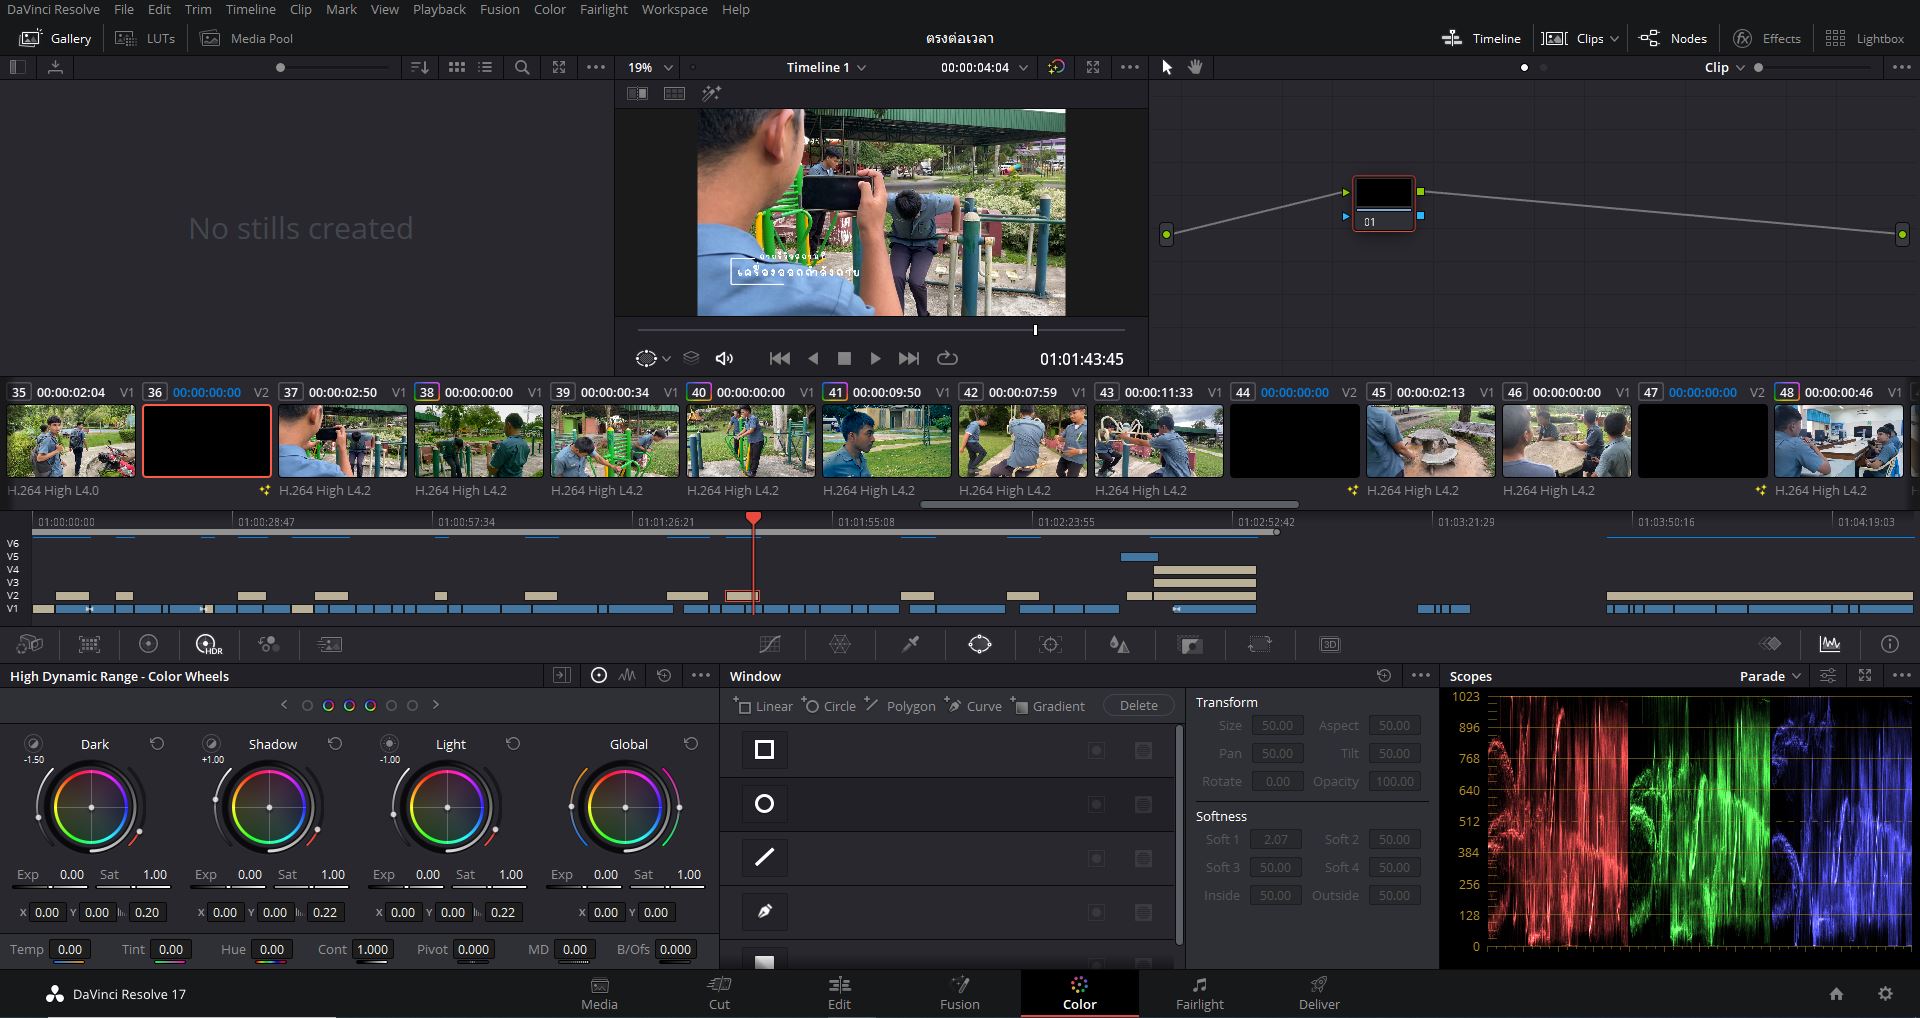 DaVinci Resolve File Edit Trim Timeline Clip Mark View Playback Fusion Color Fairlight Workspace Help
Gallery LUTs Media Pool ตรงต่อเวลา Timeline Clips Nodes Effects Lightbox
19% Timeline 1 00:00:04:04 Clip
No stills created
เครื่องออกกำลังกาย
01
01:01:43:45
35 00:00:02:04 V1 36 00:00:00:00 V2 37 00:00:02:50 V1 38 00:00:00:00 V1 39 00:00:00:34 V1 40 00:00:00:00 V1 41 00:00:09:50 V1 42 00:00:07:59 V1 43 00:00:11:33 V1 44 00:00:00:00 V2 45 00:00:02:13 V1 46 00:00:00:00 V1 47 00:00:00:00 V2 48 00:00:00:46 V1
H.264 High L4.0 H.264 High L4.2 H.264 High L4.2 H.264 High L4.2 H.264 High L4.2 H.264 High L4.2 H.264 High L4.2 H.264 High L4.2 H.264 High L4.2 H.264 High L4.2 H.264 High L4.2
01:00:00:00 01:00:28:47 01:00:57:34 01:01:26:21 01:01:55:08 01:02:23:55 01:02:52:42 01:03:21:29 01:03:50:16 01:04:19:03
V6
V5
V4
V3
V2
V1
HDR 3D
High Dynamic Range - Color Wheels Window Scopes Parade
Linear Circle Polygon Curve Gradient Delete
Dark Shadow Light Global
-1.50 +1.00 -1.00
Exp 0.00 Sat 1.00 Exp 0.00 Sat 1.00 Exp 0.00 Sat 1.00 Exp 0.00 Sat 1.00
X 0.00 Y 0.00 0.20 X 0.00 Y 0.00 0.22 X 0.00 Y 0.00 0.22 X 0.00 Y 0.00
Temp 0.00 Tint 0.00 Hue 0.00 Cont 1.000 Pivot 0.000 MD 0.00 B/Ofs 0.000
Transform
Size 50.00 Aspect 50.00
Pan 50.00 Tilt 50.00
Rotate 0.00 Opacity 100.00
Softness
Soft 1 2.07 Soft 2 50.00
Soft 3 50.00 Soft 4 50.00
Inside 50.00 Outside 50.00
1023
896
768
640
512
384
256
128
0
DaVinci Resolve 17 Media Cut Edit Fusion Color Fairlight Deliver